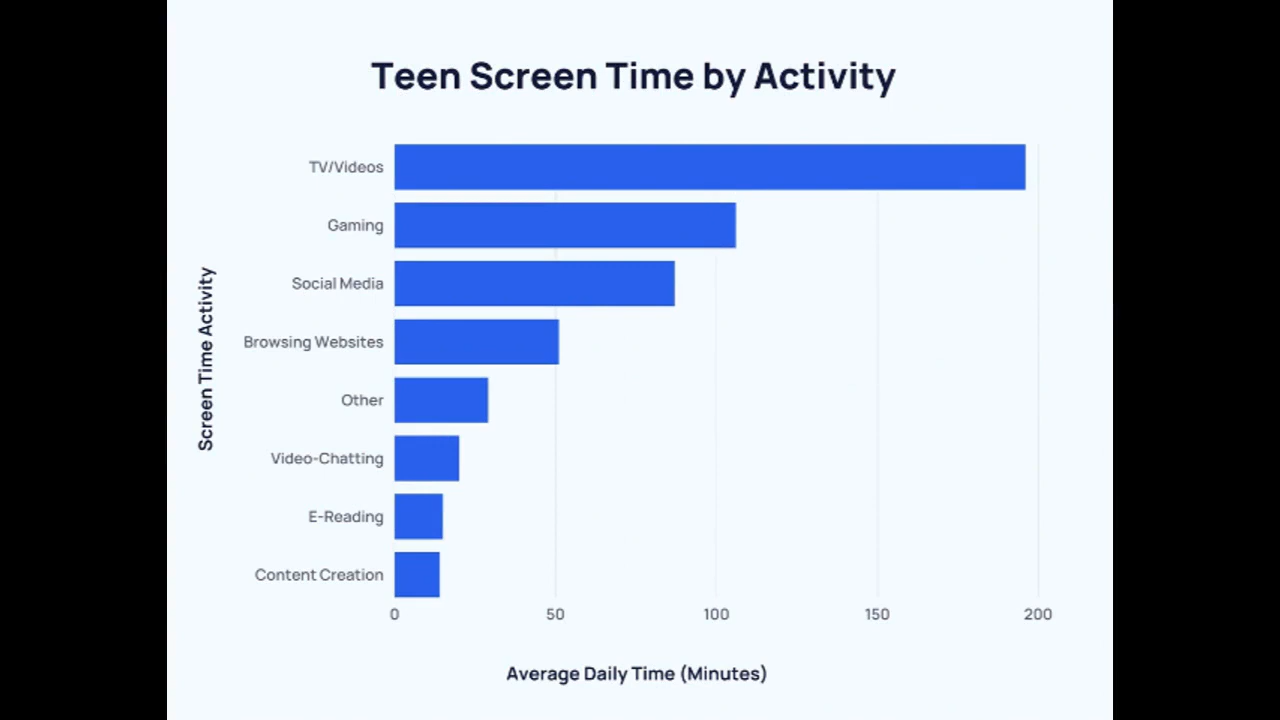 Teen Screen Time by Activity
Screen Time Activity
TV/Videos
Gaming
Social Media
Browsing Websites
Other
Video-Chatting
E-Reading
Content Creation
0 50 100 150 200
Average Daily Time (Minutes)